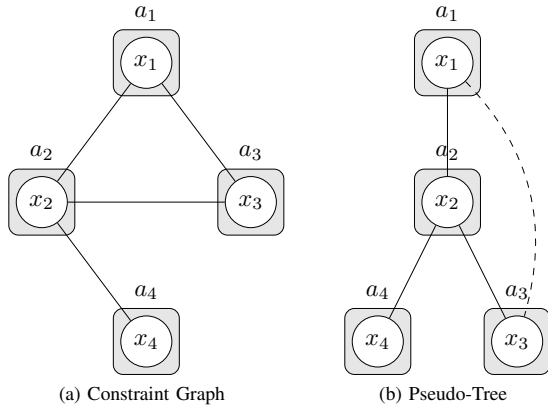 a₁ a₁
x₁ x₁
a₂ a₃ a₂
x₂ x₃ x₂
a₄ a₄ a₃
x₄ x₄ x₃
(a) Constraint Graph (b) Pseudo-Tree